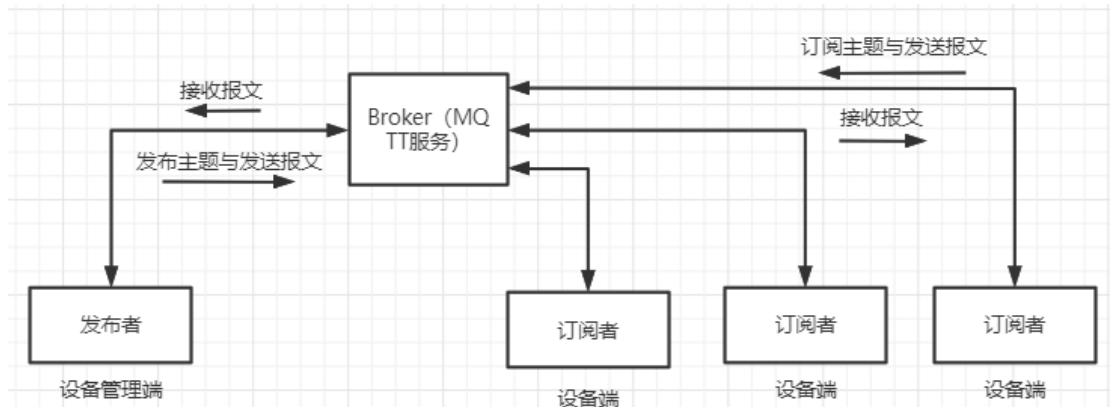 订阅主题与发送报文
接收报文
Broker（MQ
TT服务）
接收报文
发布主题与发送报文
发布者
订阅者
订阅者
订阅者
设备管理端
设备端
设备端
设备端